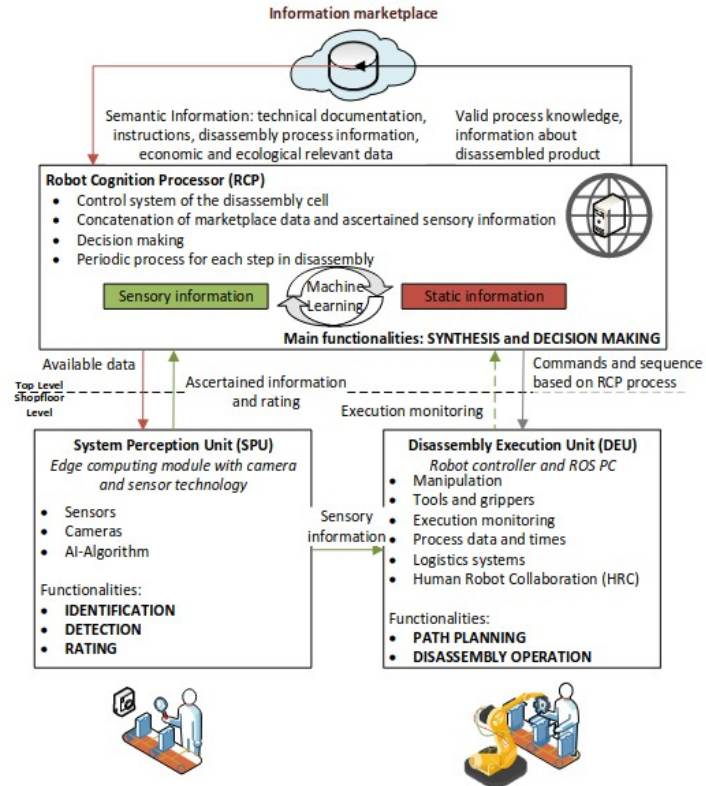 Information marketplace
Semantic Information: technical documentation,
instructions, disassembly process information,
economic and ecological relevant data
Valid process knowledge,
information about
disassembled product
Robot Cognition Processor (RCP)
• Control system of the disassembly cell
• Concatenation of marketplace data and ascertained sensory information
• Decision making
• Periodic process for each step in disassembly
Sensory information
Machine
Learning
Static information
Main functionalities: SYNTHESIS and DECISION MAKING
Available data
Ascertained information
and rating
Execution monitoring
Commands and sequence
based on RCP process
Top Level
Shopfloor
Level
System Perception Unit (SPU)
Edge computing module with camera
and sensor technology
• Sensors
• Cameras
• AI-Algorithm
Functionalities:
• IDENTIFICATION
• DETECTION
• RATING
Sensory
information
Disassembly Execution Unit (DEU)
Robot controller and ROS PC
• Manipulation
• Tools and grippers
• Execution monitoring
• Process data and times
• Logistics systems
• Human Robot Collaboration (HRC)
Functionalities:
• PATH PLANNING
• DISASSEMBLY OPERATION